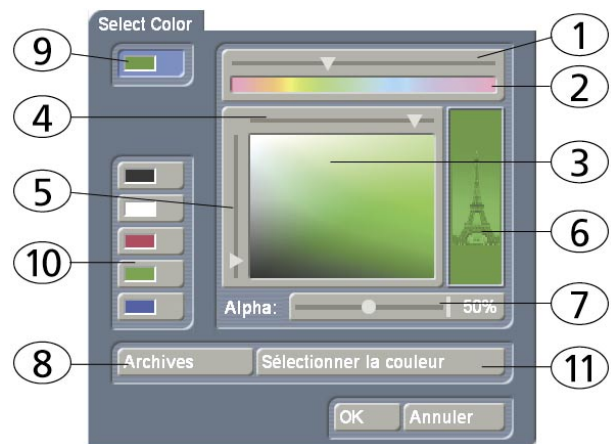 Select Color
9
1
2
4
3
5
6
10
Alpha:
50%
7
8
Archives
Sélectionner la couleur
11
OK
Annuler